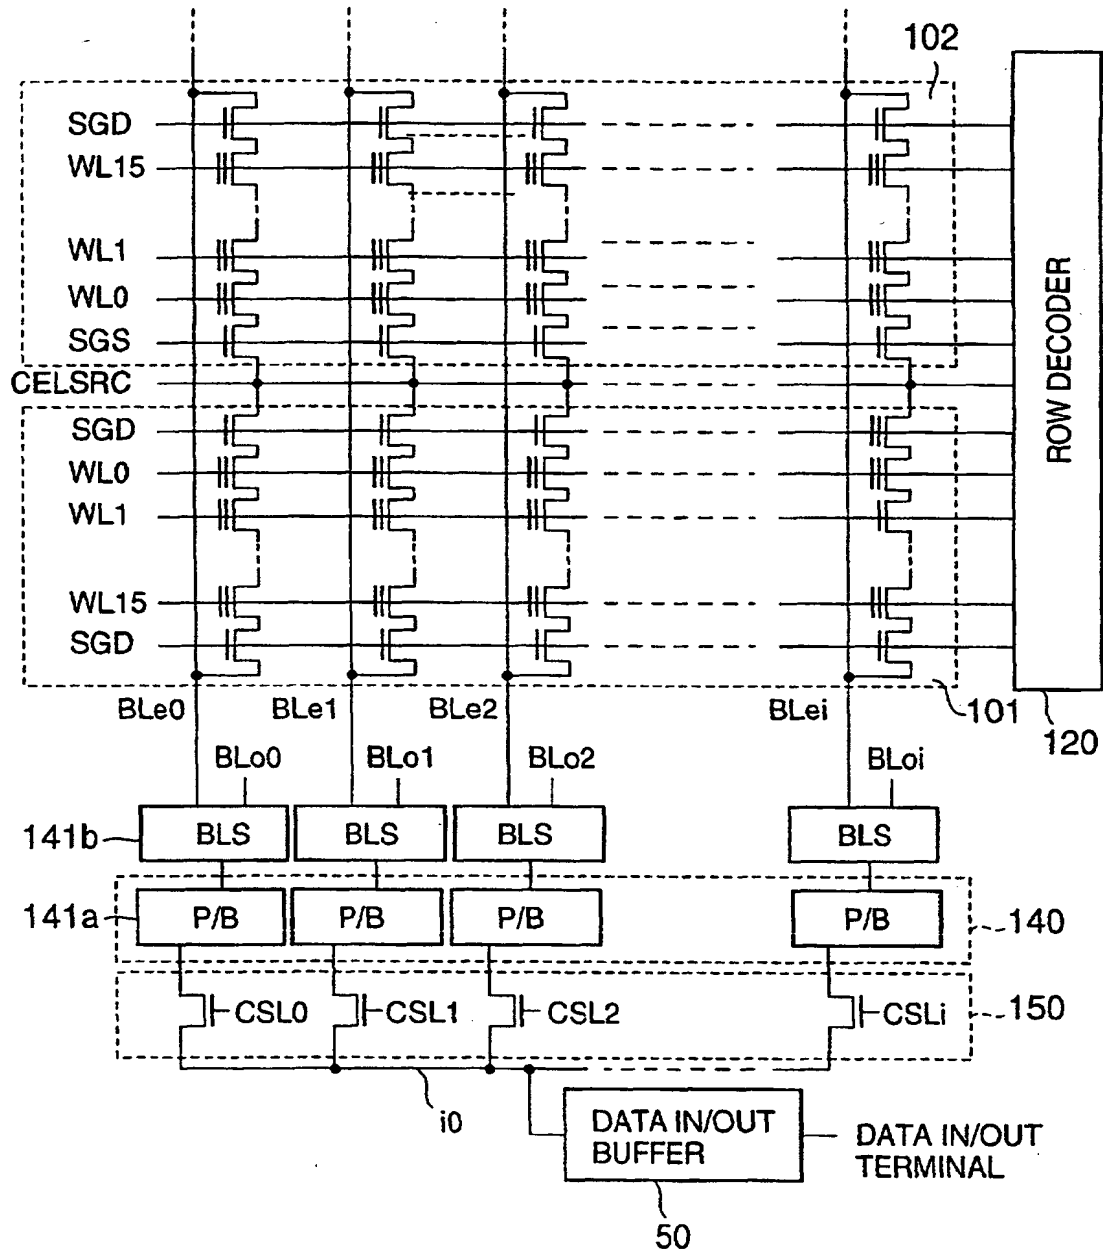 102
SGD
WL15
WL1
WL0
SGS
CELSRC
SGD
WL0
WL1
WL15
SGD
ROW DECODER
BLe0 BLe1 BLe2 BLei
101
120
BLo0 BLo1 BLo2 BLoi
141b BLS BLS BLS BLS
141a P/B P/B P/B P/B 140
CSL0 CSL1 CSL2 CSLi 150
i0
DATA IN/OUT
BUFFER
DATA IN/OUT
TERMINAL
50